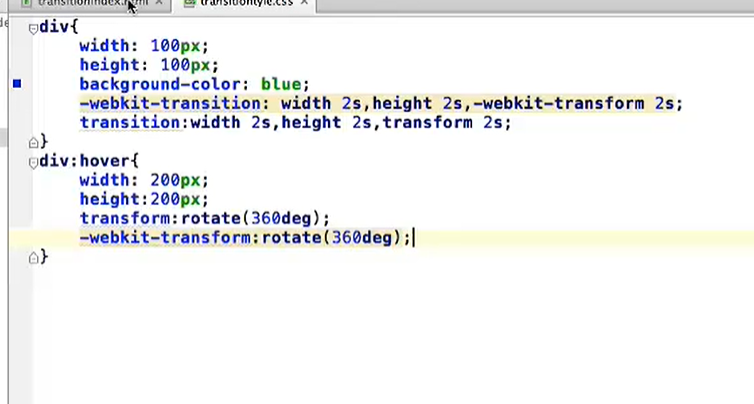 transitionindex.html × transitiontyle.css ×
div{
width: 100px;
height: 100px;
background-color: blue;
-webkit-transition: width 2s,height 2s,-webkit-transform 2s;
transition:width 2s,height 2s,transform 2s;
}
div:hover{
width: 200px;
height:200px;
transform:rotate(360deg);
-webkit-transform:rotate(360deg);
}